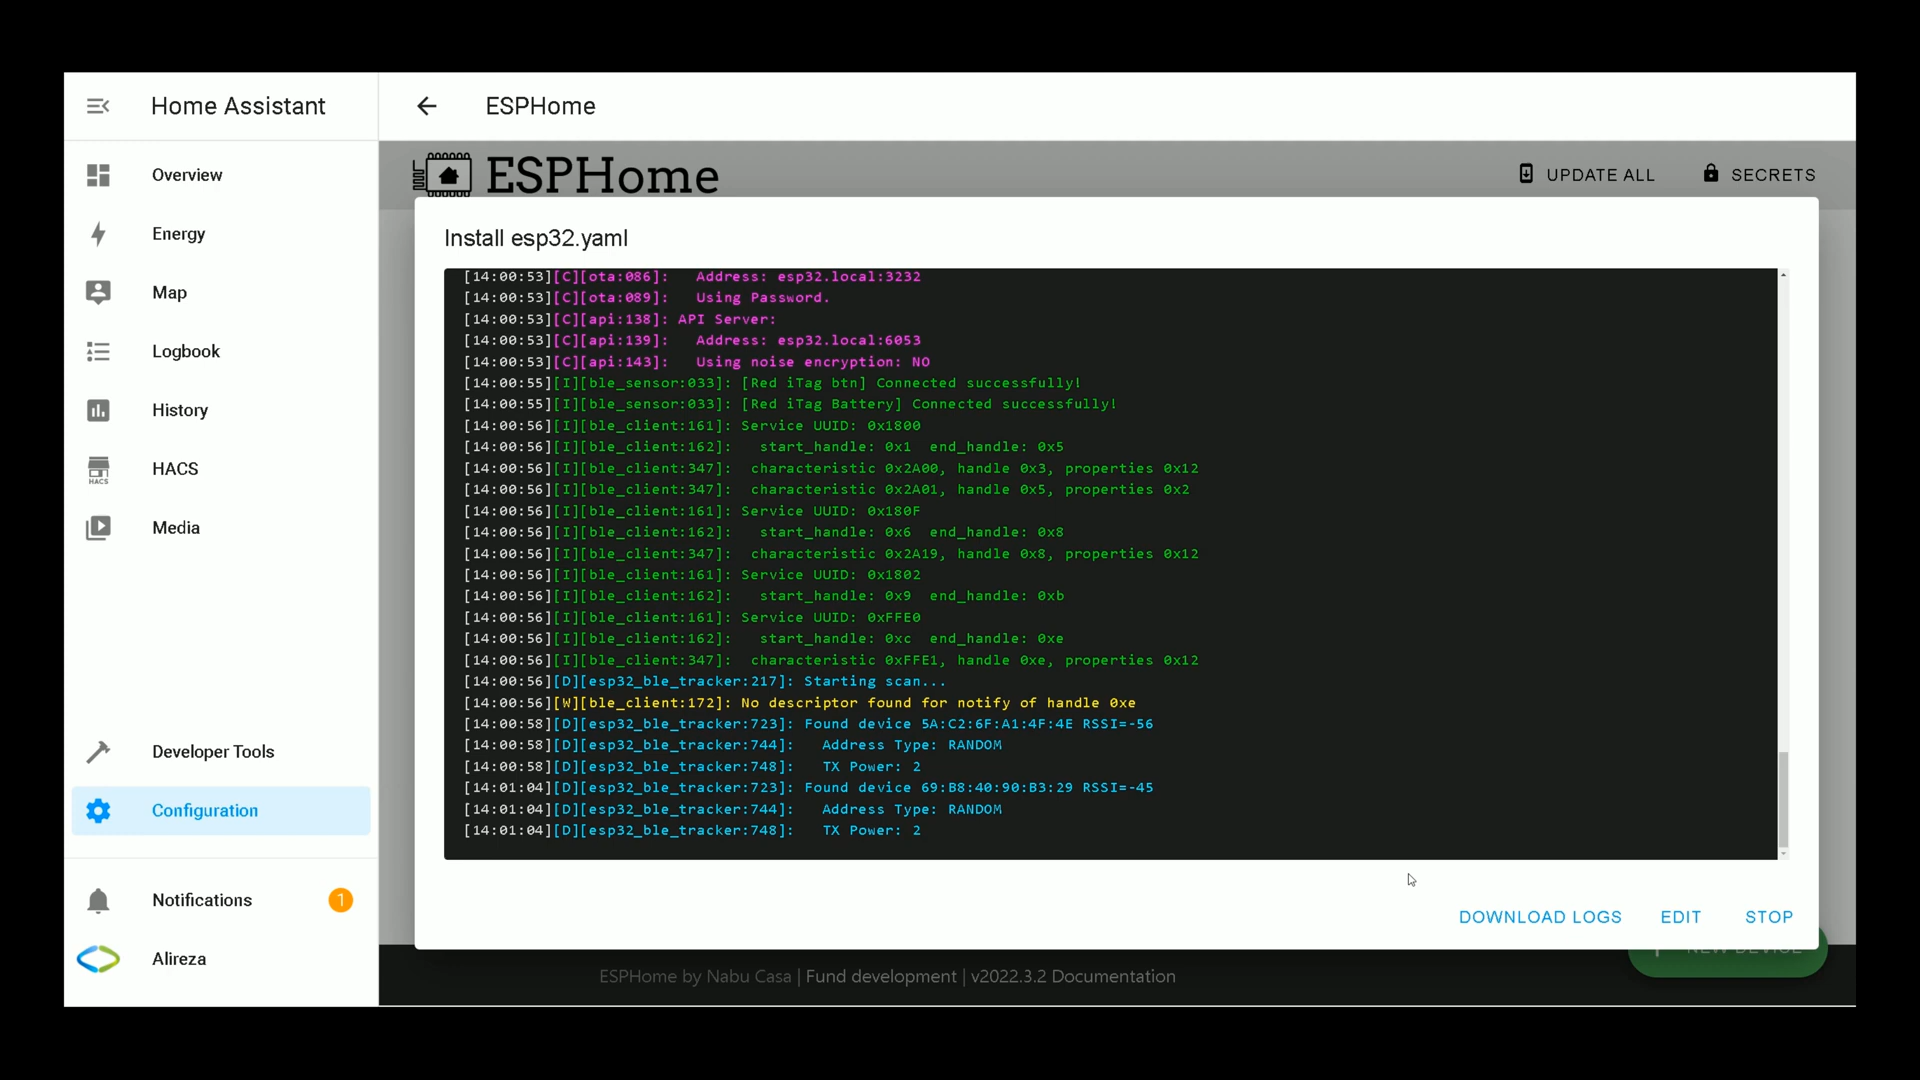 Home Assistant
ESPHome
Overview
Energy
Map
Logbook
History
HACS
HACS
Media
Developer Tools
Configuration
Notifications
1
Alireza
ESPHome
UPDATE ALL
SECRETS
Install esp32.yaml
[14:00:53][C][ota:086]:   Address: esp32.local:3232
[14:00:53][C][ota:089]:   Using Password.
[14:00:53][C][api:138]: API Server:
[14:00:53][C][api:139]:   Address: esp32.local:6053
[14:00:53][C][api:143]:   Using noise encryption: NO
[14:00:55][I][ble_sensor:033]: [Red iTag btn] Connected successfully!
[14:00:55][I][ble_sensor:033]: [Red iTag Battery] Connected successfully!
[14:00:56][I][ble_client:161]: Service UUID: 0x1800
[14:00:56][I][ble_client:162]:   start_handle: 0x1  end_handle: 0x5
[14:00:56][I][ble_client:347]:  characteristic 0x2A00, handle 0x3, properties 0x12
[14:00:56][I][ble_client:347]:  characteristic 0x2A01, handle 0x5, properties 0x2
[14:00:56][I][ble_client:161]: Service UUID: 0x180F
[14:00:56][I][ble_client:162]:   start_handle: 0x6  end_handle: 0x8
[14:00:56][I][ble_client:347]:  characteristic 0x2A19, handle 0x8, properties 0x12
[14:00:56][I][ble_client:161]: Service UUID: 0x1802
[14:00:56][I][ble_client:162]:   start_handle: 0x9  end_handle: 0xb
[14:00:56][I][ble_client:161]: Service UUID: 0xFFE0
[14:00:56][I][ble_client:162]:   start_handle: 0xc  end_handle: 0xe
[14:00:56][I][ble_client:347]:  characteristic 0xFFE1, handle 0xe, properties 0x12
[14:00:56][D][esp32_ble_tracker:217]: Starting scan...
[14:00:56][W][ble_client:172]: No descriptor found for notify of handle 0xe
[14:00:58][D][esp32_ble_tracker:723]: Found device 5A:C2:6F:A1:4F:4E RSSI=-56
[14:00:58][D][esp32_ble_tracker:744]:   Address Type: RANDOM
[14:00:58][D][esp32_ble_tracker:748]:   TX Power: 2
[14:01:04][D][esp32_ble_tracker:723]: Found device 69:B8:40:90:B3:29 RSSI=-45
[14:01:04][D][esp32_ble_tracker:744]:   Address Type: RANDOM
[14:01:04][D][esp32_ble_tracker:748]:   TX Power: 2
DOWNLOAD LOGS
EDIT
STOP
NEW DEVICE
ESPHome by Nabu Casa | Fund development | v2022.3.2 Documentation